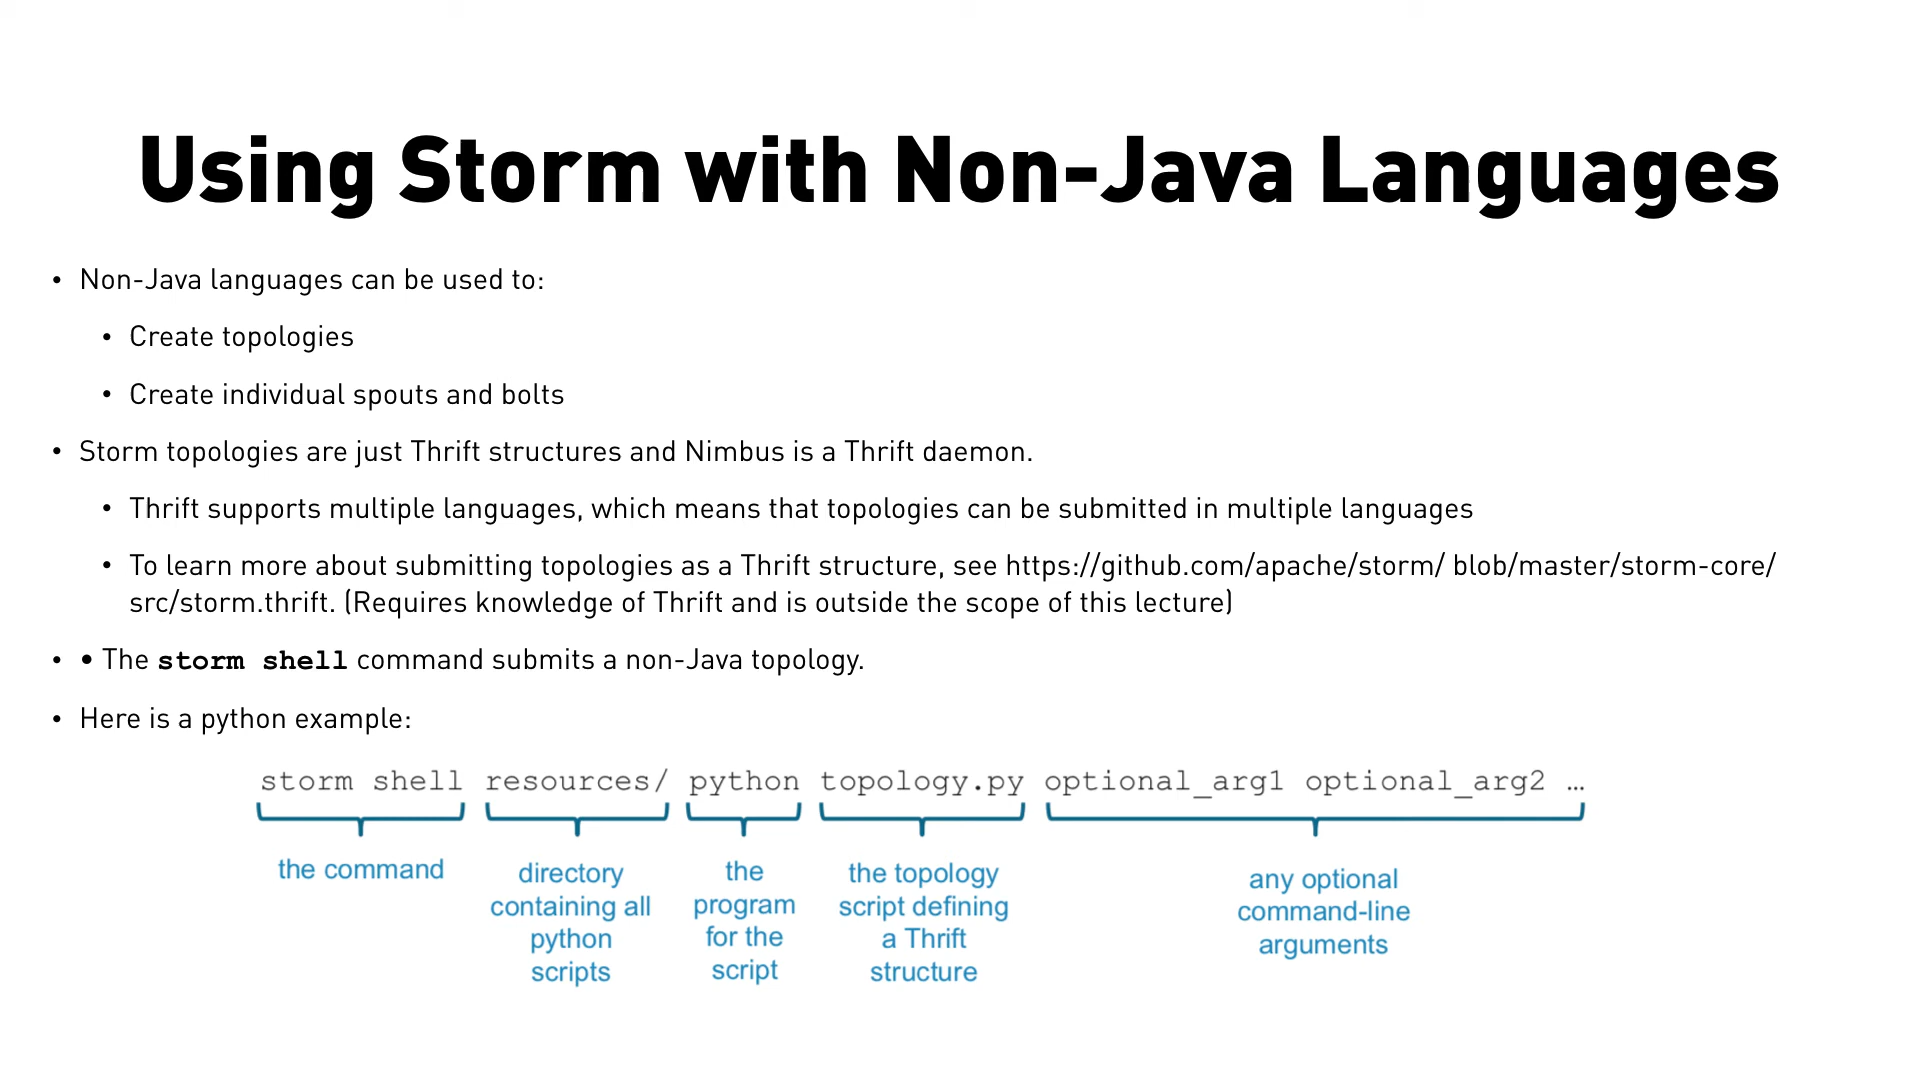 Using Storm with Non-Java Languages
• Non-Java languages can be used to:
• Create topologies
• Create individual spouts and bolts
• Storm topologies are just Thrift structures and Nimbus is a Thrift daemon.
• Thrift supports multiple languages, which means that topologies can be submitted in multiple languages
• To learn more about submitting topologies as a Thrift structure, see https://github.com/apache/storm/ blob/master/storm-core/
src/storm.thrift. (Requires knowledge of Thrift and is outside the scope of this lecture)
• • The storm shell command submits a non-Java topology.
• Here is a python example:
storm shell resources/ python topology.py optional_arg1 optional_arg2 …
the command
directory
containing all
python
scripts
the
program
for the
script
the topology
script defining
a Thrift
structure
any optional
command-line
arguments